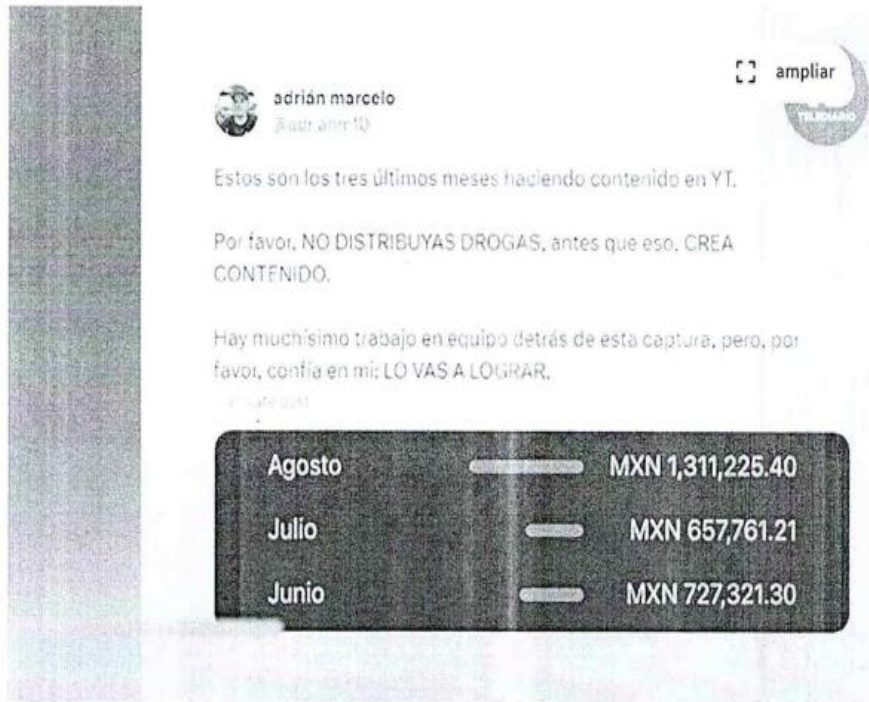 ampliar
TELEDIARIO
adrián marcelo
Estos son los tres últimos meses haciendo contenido en YT.
Por favor, NO DISTRIBUYAS DROGAS, antes que eso, CREA
CONTENIDO.
Hay muchísimo trabajo en equipo detrás de esta captura, pero, por
favor, confía en mi: LO VAS A LOGRAR.
Agosto MXN 1,311,225.40
Julio MXN 657,761.21
Junio MXN 727,321.30